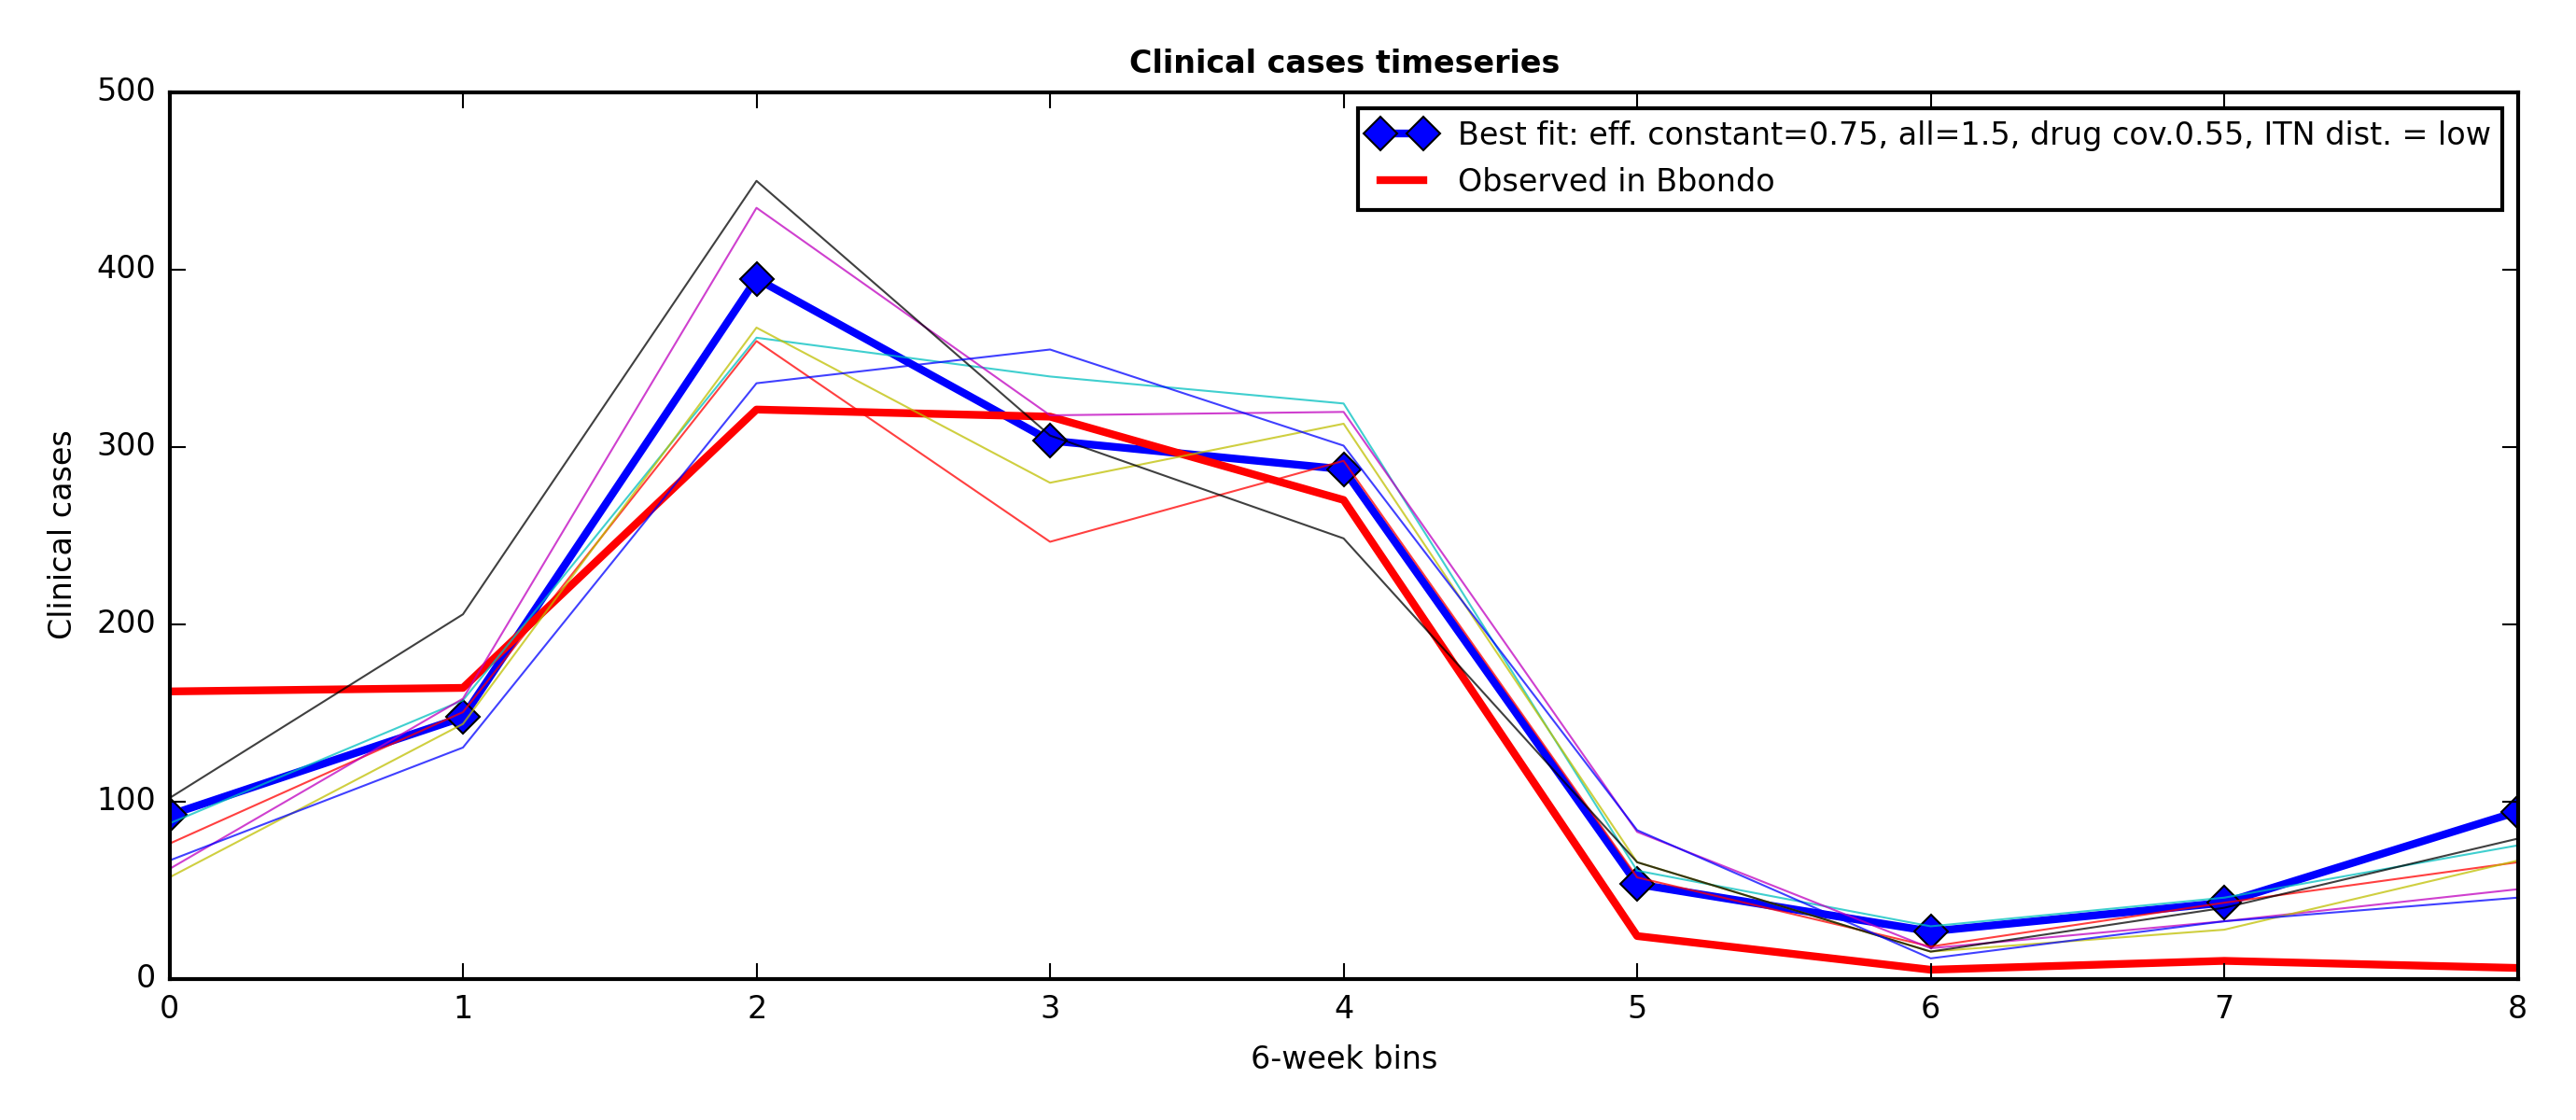 Clinical cases timeseries
500
400
300
200
100
0
Clinical cases
Best fit: eff. constant=0.75, all=1.5, drug cov.0.55, ITN dist. = low
Observed in Bbondo
0 1 2 3 4 5 6 7 8
6-week bins